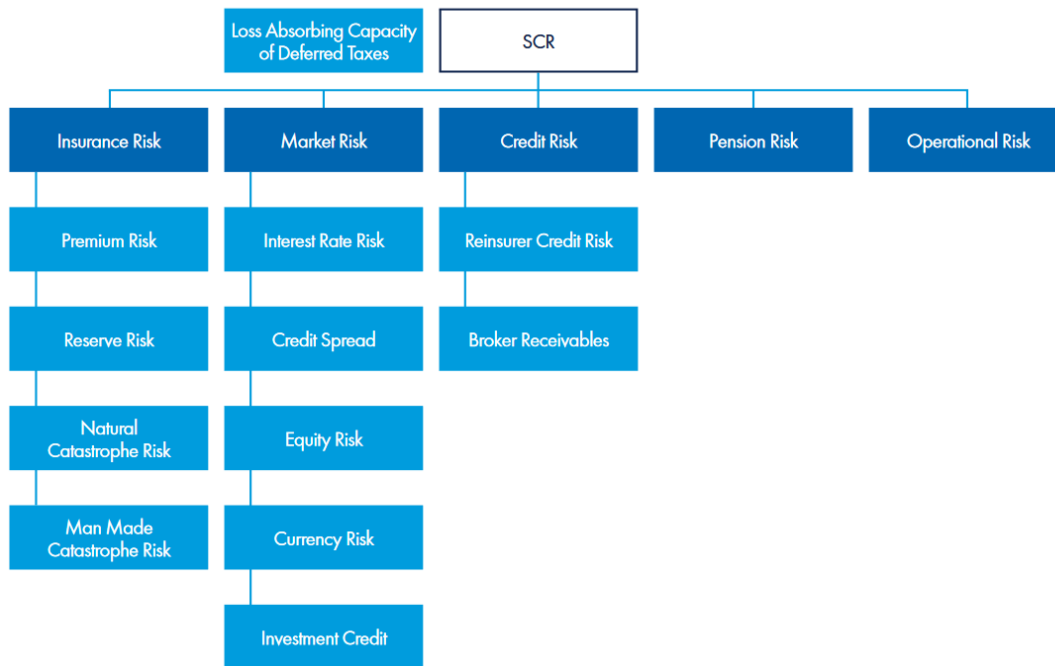 Loss Absorbing Capacity
of Deferred Taxes
SCR
Insurance Risk
Market Risk
Credit Risk
Pension Risk
Operational Risk
Premium Risk
Interest Rate Risk
Reinsurer Credit Risk
Reserve Risk
Credit Spread
Broker Receivables
Natural
Catastrophe Risk
Equity Risk
Man Made
Catastrophe Risk
Currency Risk
Investment Credit